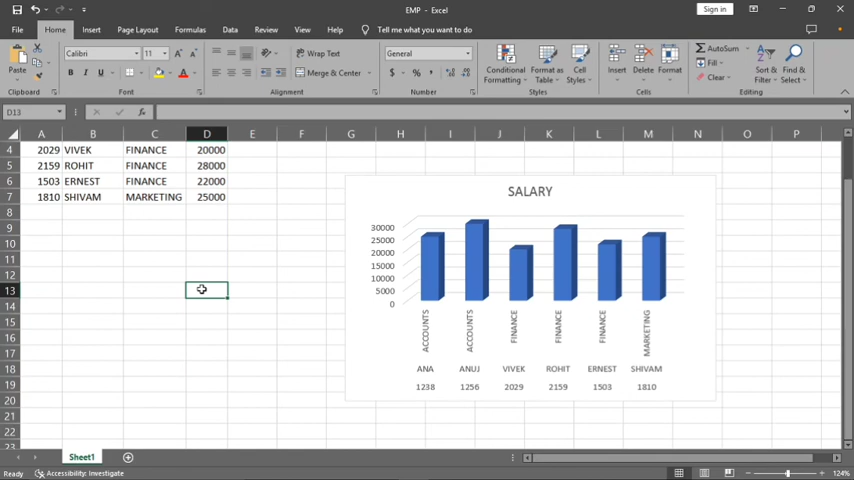 EMP - Excel
Sign in
File Home Insert Page Layout Formulas Data Review View Help Tell me what you want to do
Paste
Calibri 11
B I U
Wrap Text
Merge & Center
General
$ % ,
Conditional Formatting
Format as Table
Cell Styles
Insert Delete Format
AutoSum
Fill
Clear
Sort & Filter
Find & Select
Clipboard Font Alignment Number Styles Cells Editing
D13 fx
A B C D E F G H I J K L M N O P
4 2029 VIVEK FINANCE 20000
5 2159 ROHIT FINANCE 28000
6 1503 ERNEST FINANCE 22000
7 1810 SHIVAM MARKETING 25000
8
9
10
11
12
13
14
15
16
17
18
19
20
21
22
23
SALARY
30000
25000
20000
15000
10000
5000
0
ACCOUNTS ACCOUNTS FINANCE FINANCE FINANCE MARKETING
ANA ANUJ VIVEK ROHIT ERNEST SHIVAM
1238 1256 2029 2159 1503 1810
Sheet1
Ready Accessibility: Investigate 124%